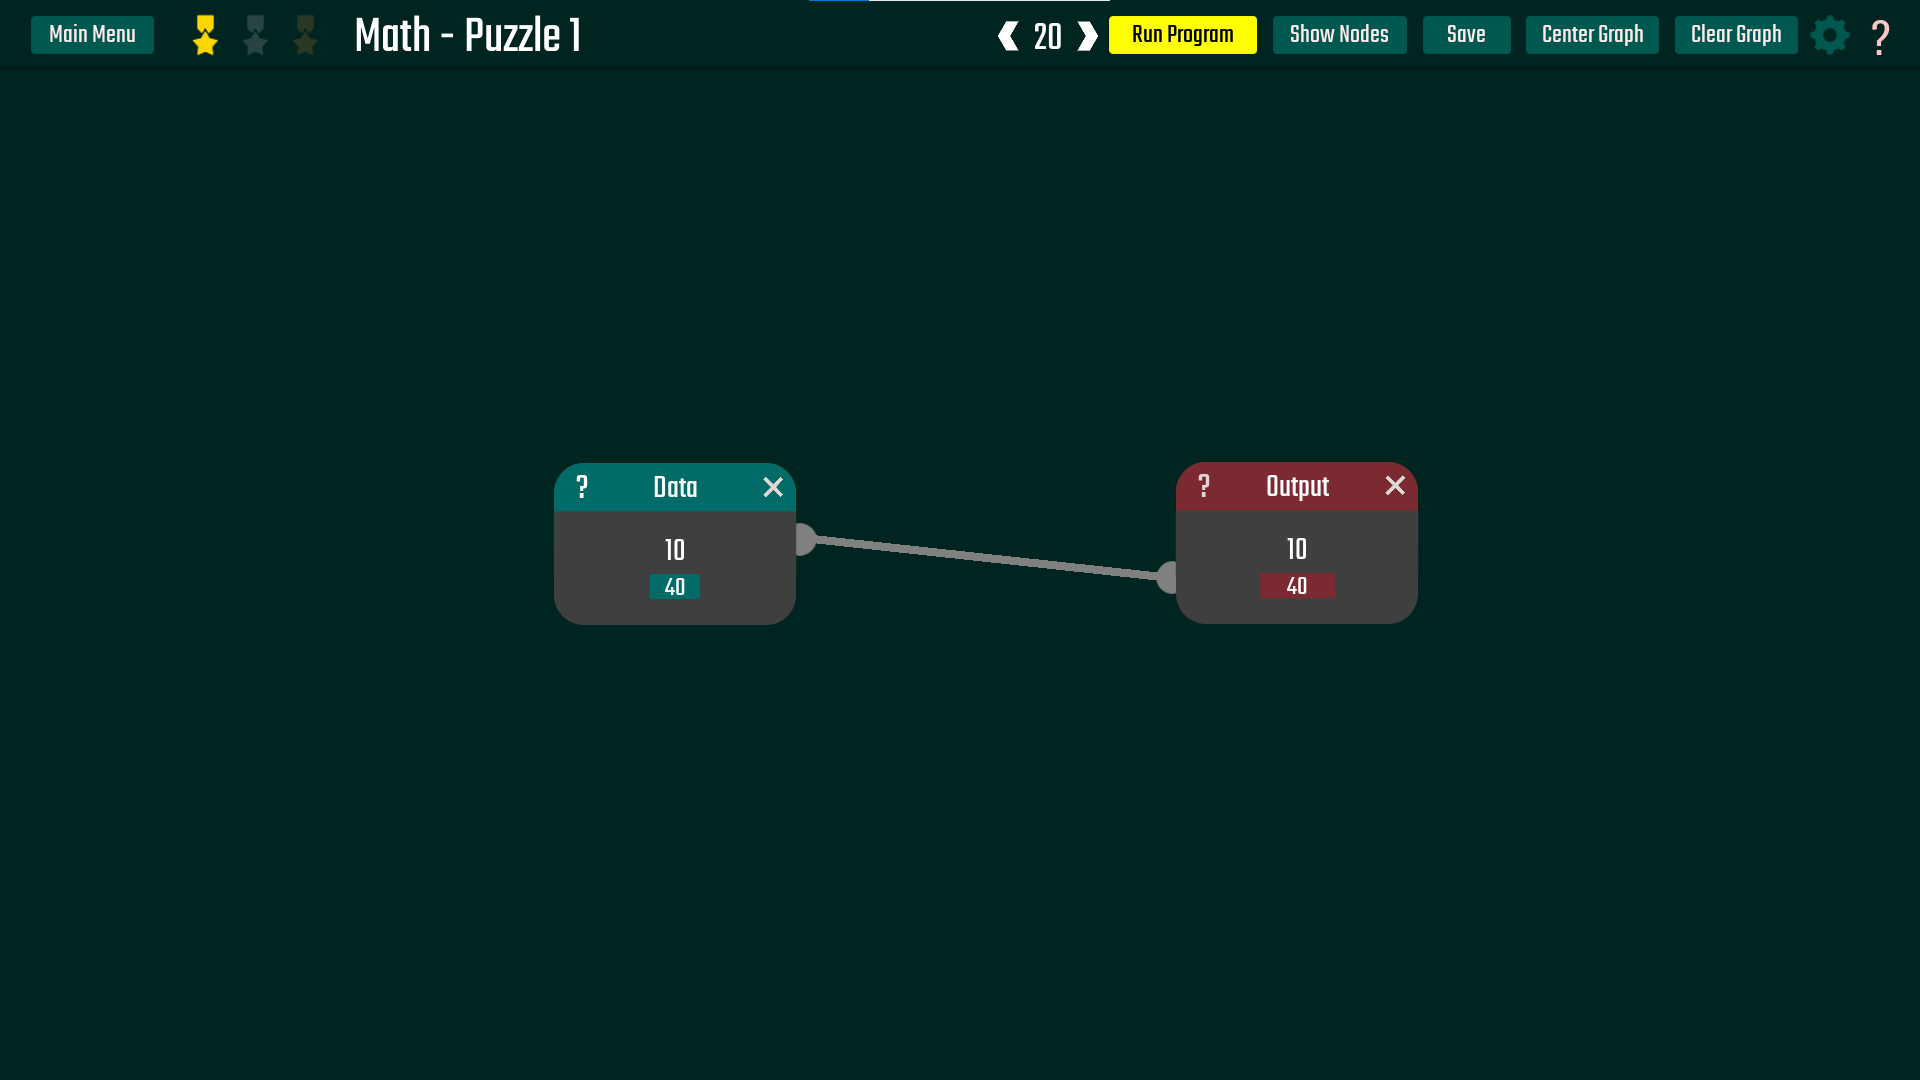 Main Menu
Math - Puzzle 1
20
Run Program
Show Nodes
Save
Center Graph
Clear Graph
?
? Data
10
40
? Output
10
40